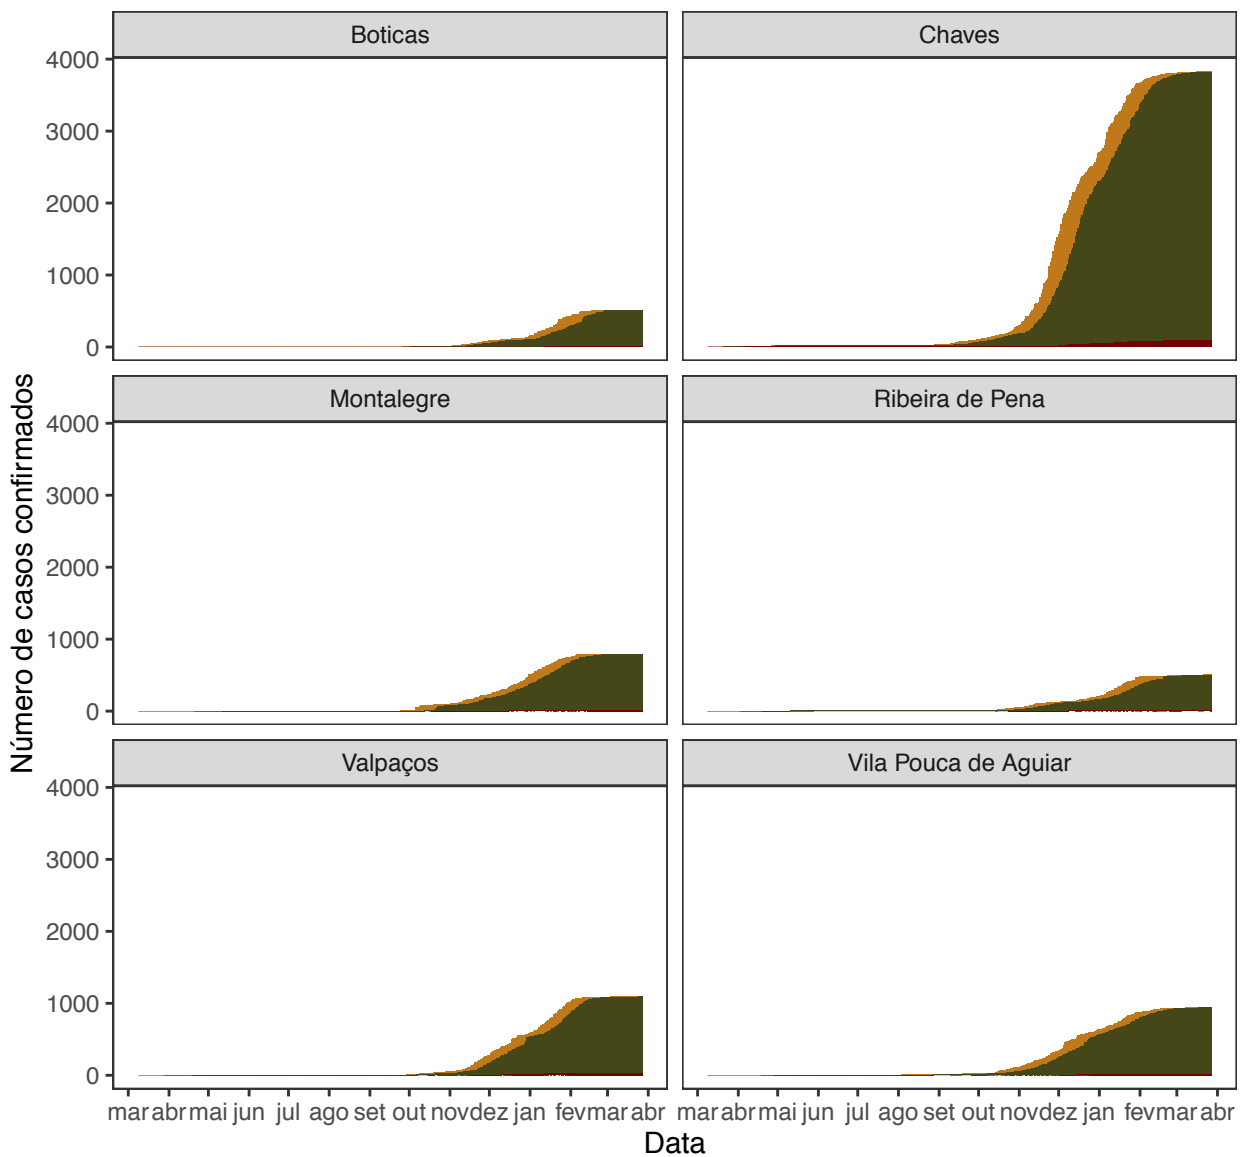 Boticas
Chaves
4000
3000
2000
1000
0
Montalegre
Ribeira de Pena
4000
3000
2000
1000
0
Valpaços
Vila Pouca de Aguiar
4000
3000
2000
1000
0
mar abr mai jun jul ago set out nov dez jan fev mar abr
mar abr mai jun jul ago set out nov dez jan fev mar abr
Data
Número de casos confirmados